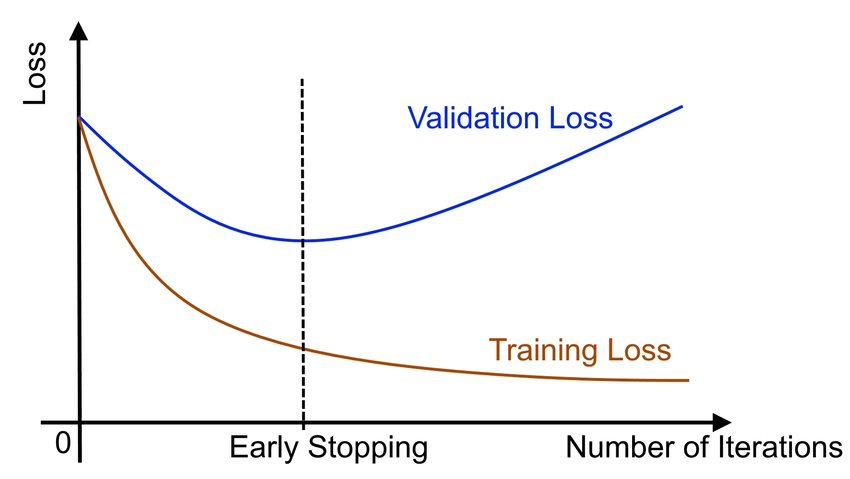 Loss
Validation Loss
Training Loss
0
Early Stopping
Number of Iterations